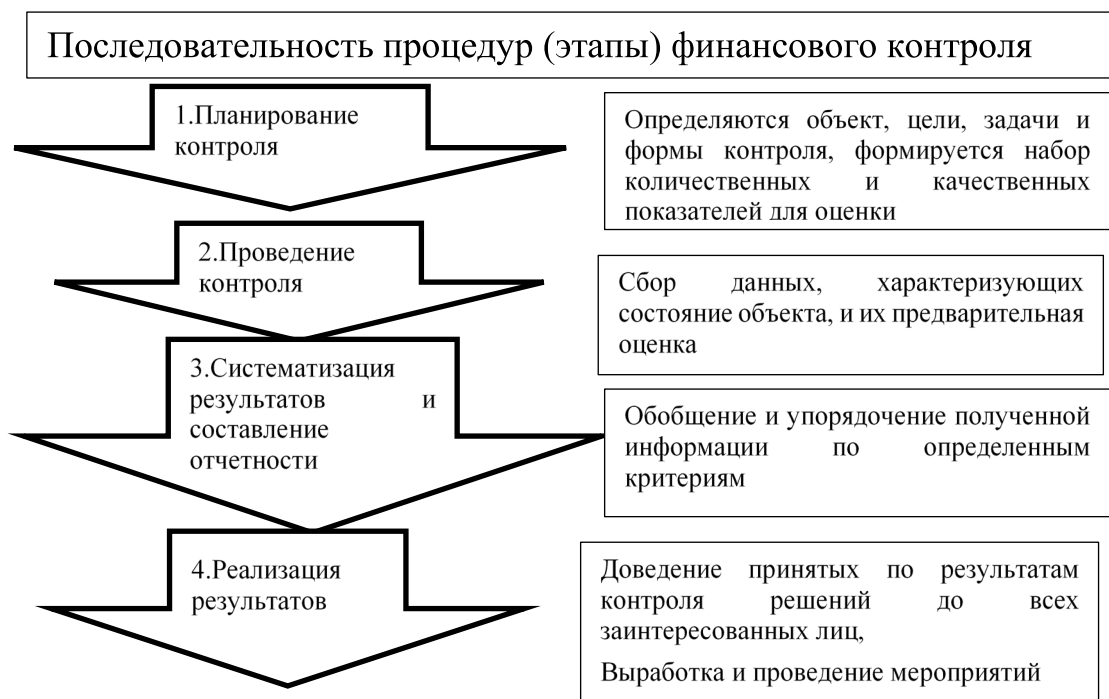 Последовательность процедур (этапы) финансового контроля
1.Планирование
контроля
Определяются объект, цели, задачи и
формы контроля, формируется набор
количественных и качественных
показателей для оценки
2.Проведение
контроля
Сбор данных, характеризующих
состояние объекта, и их предварительная
оценка
3.Систематизация
результатов и
составление
отчетности
Обобщение и упорядочение полученной
информации по определенным
критериям
4.Реализация
результатов
Доведение принятых по результатам
контроля решений до всех
заинтересованных лиц,
Выработка и проведение мероприятий